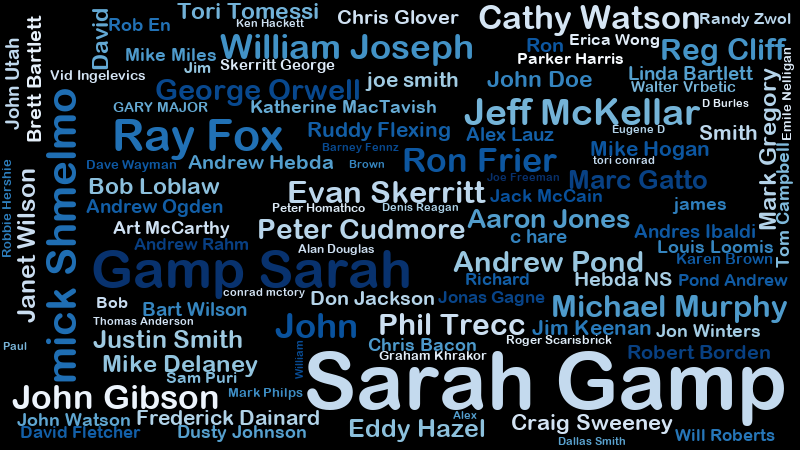 Tori Tomessi
Ken Hackett
Chris Glover
Cathy Watson
Randy Zwol
David
Rob En
John Utah
Brett Bartlett
Mike Miles
William Joseph
Ron
Erica Wong
Reg Cliff
Jim
Skerritt George
Parker Harris
Vid Ingelevics
joe smith
John Doe
Linda Bartlett
Walter Vrbetic
Emile Nelligan
George Orwell
GARY MAJOR
Katherine MacTavish
Jeff McKellar
D Burles
Mark Gregory
mick Shmelmo
Ray Fox
Ruddy Flexing
Alex Lauz
Eugene D
Smith
Barney Fennz
Mike Hogan
Tom Campbell
Robbie Hershie
Dave Wayman
Andrew Hebda
Brown
Ron Frier
tori conrad
Janet Wilson
Bob Loblaw
Joe Freeman
Marc Gatto
Evan Skerritt
Jack McCain
Andrew Ogden
Peter Homathco
Denis Reagan
james
Art McCarthy
Peter Cudmore
Aaron Jones
Andres Ibaldi
c hare
Andrew Rahm
Alan Douglas
Louis Loomis
Gamp Sarah
Andrew Pond
Karen Brown
Richard
Hebda NS
Pond Andrew
conrad mctory
Bob
Don Jackson
Jonas Gagne
Bart Wilson
Michael Murphy
Thomas Anderson
John
Phil Trecc
Jim Keenan
Jon Winters
Paul
Justin Smith
Chris Bacon
Roger Scarisbrick
William
Graham Khrakor
Robert Borden
Mike Delaney
Sam Puri
Sarah Gamp
John Gibson
Mark Philps
John Watson
Frederick Dainard
Alex
Craig Sweeney
David Fletcher
Dusty Johnson
Eddy Hazel
Dallas Smith
Will Roberts